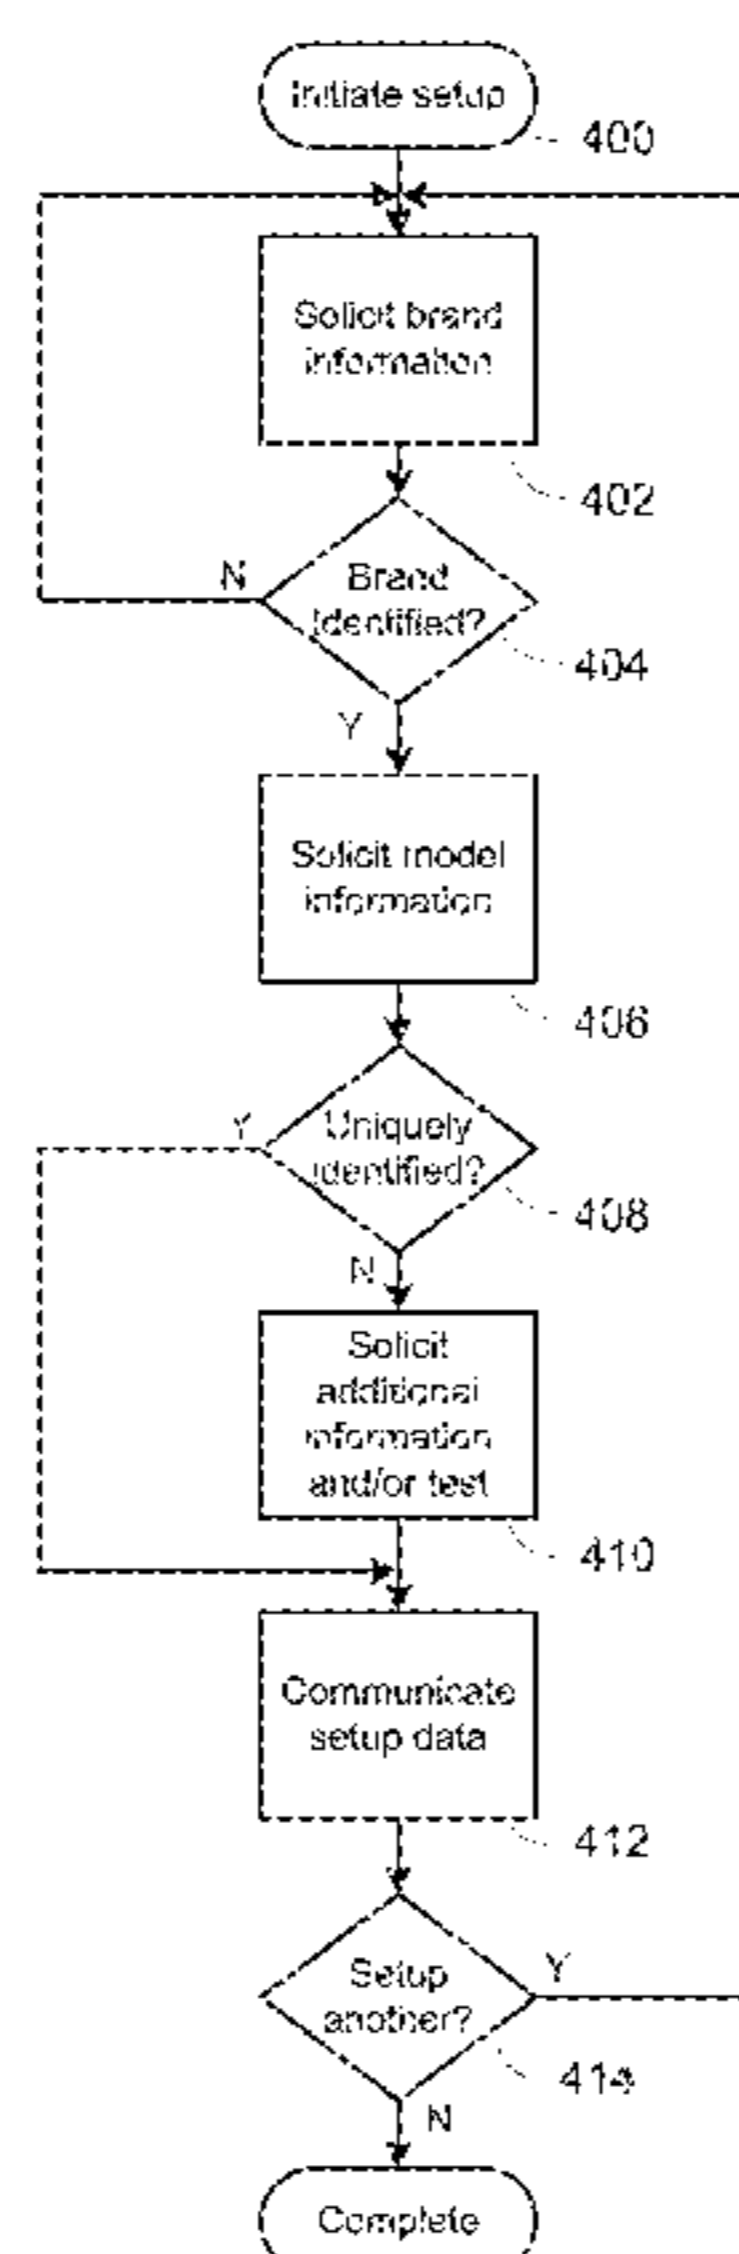 Initiate setup
400
Solicit brand
information
402
N
Brand
identified?
404
Y
Solicit model
information
406
Y
Uniquely
identified?
408
N
Solicit
additional
information
and/or test
410
Communicate
setup data
412
Setup
another?
Y
414
N
Complete